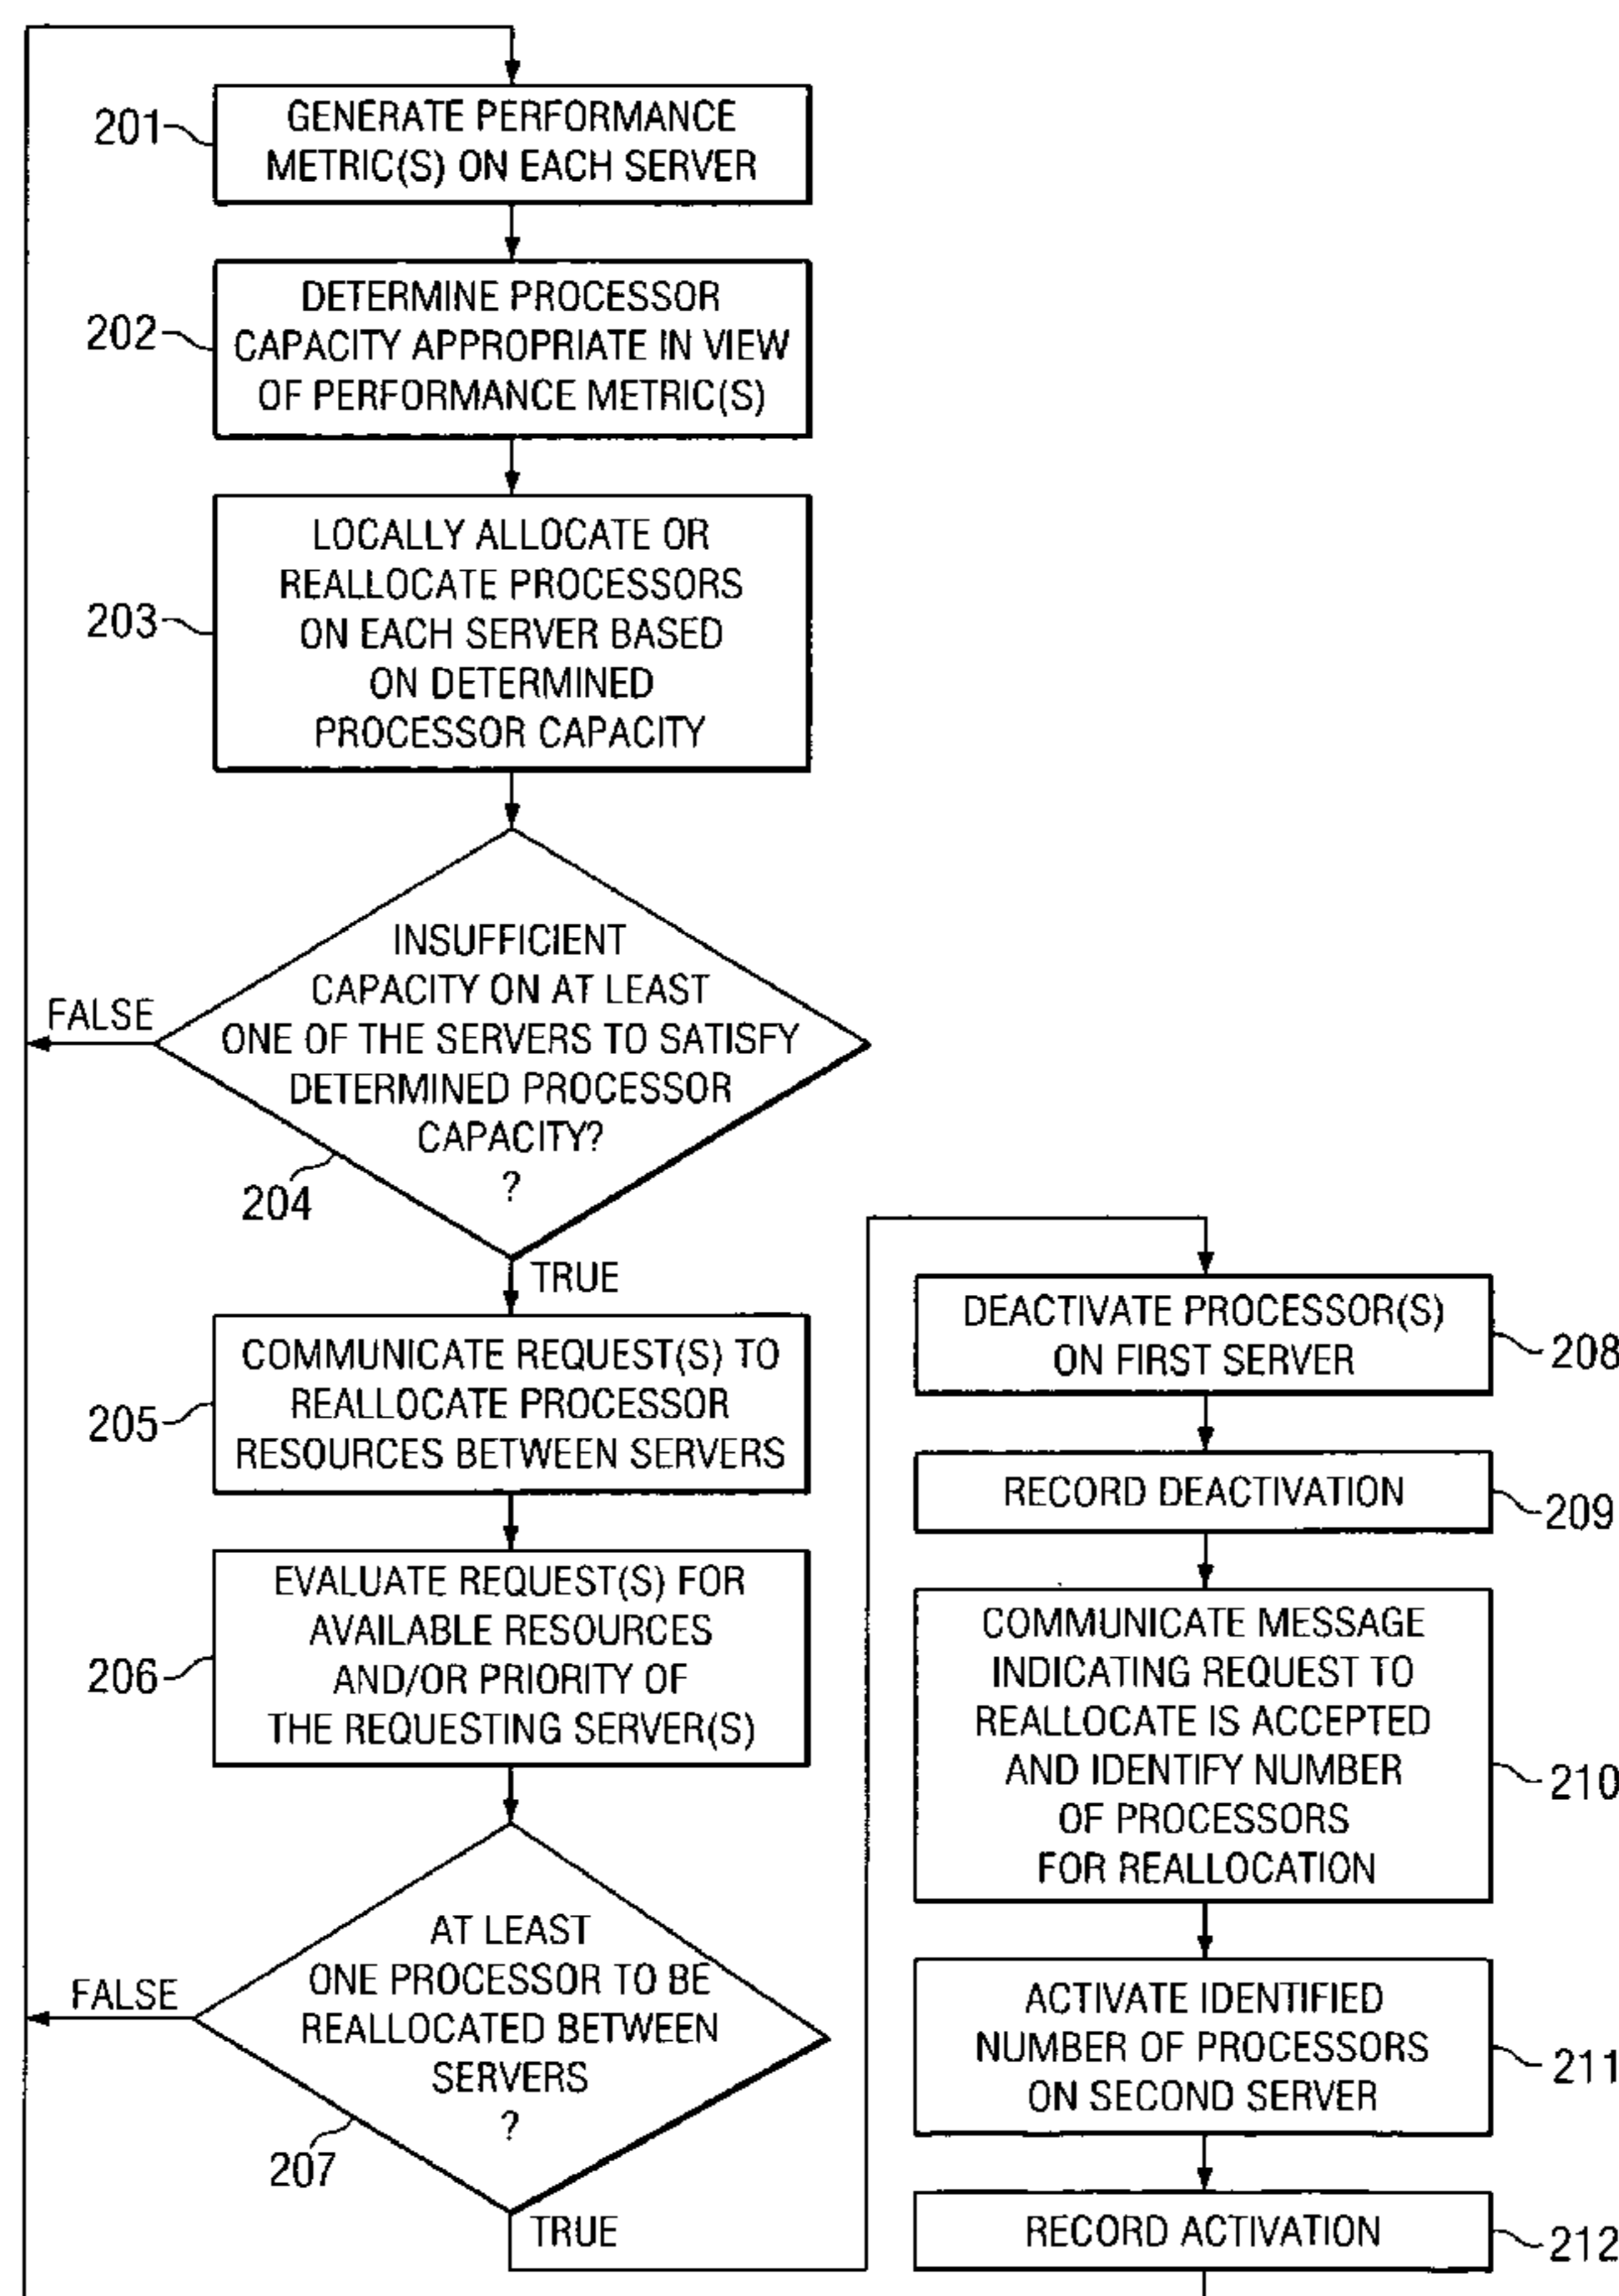 201
GENERATE PERFORMANCE
METRIC(S) ON EACH SERVER
202
DETERMINE PROCESSOR
CAPACITY APPROPRIATE IN VIEW
OF PERFORMANCE METRIC(S)
203
LOCALLY ALLOCATE OR
REALLOCATE PROCESSORS
ON EACH SERVER BASED
ON DETERMINED
PROCESSOR CAPACITY
FALSE
INSUFFICIENT
CAPACITY ON AT LEAST
ONE OF THE SERVERS TO SATISFY
DETERMINED PROCESSOR
CAPACITY?
?
204
TRUE
205
COMMUNICATE REQUEST(S) TO
REALLOCATE PROCESSOR
RESOURCES BETWEEN SERVERS
206
EVALUATE REQUEST(S) FOR
AVAILABLE RESOURCES
AND/OR PRIORITY OF
THE REQUESTING SERVER(S)
FALSE
AT LEAST
ONE PROCESSOR TO BE
REALLOCATED BETWEEN
SERVERS
?
207
TRUE
DEACTIVATE PROCESSOR(S)
ON FIRST SERVER
208
RECORD DEACTIVATION
209
COMMUNICATE MESSAGE
INDICATING REQUEST TO
REALLOCATE IS ACCEPTED
AND IDENTIFY NUMBER
OF PROCESSORS
FOR REALLOCATION
210
ACTIVATE IDENTIFIED
NUMBER OF PROCESSORS
ON SECOND SERVER
211
RECORD ACTIVATION
212